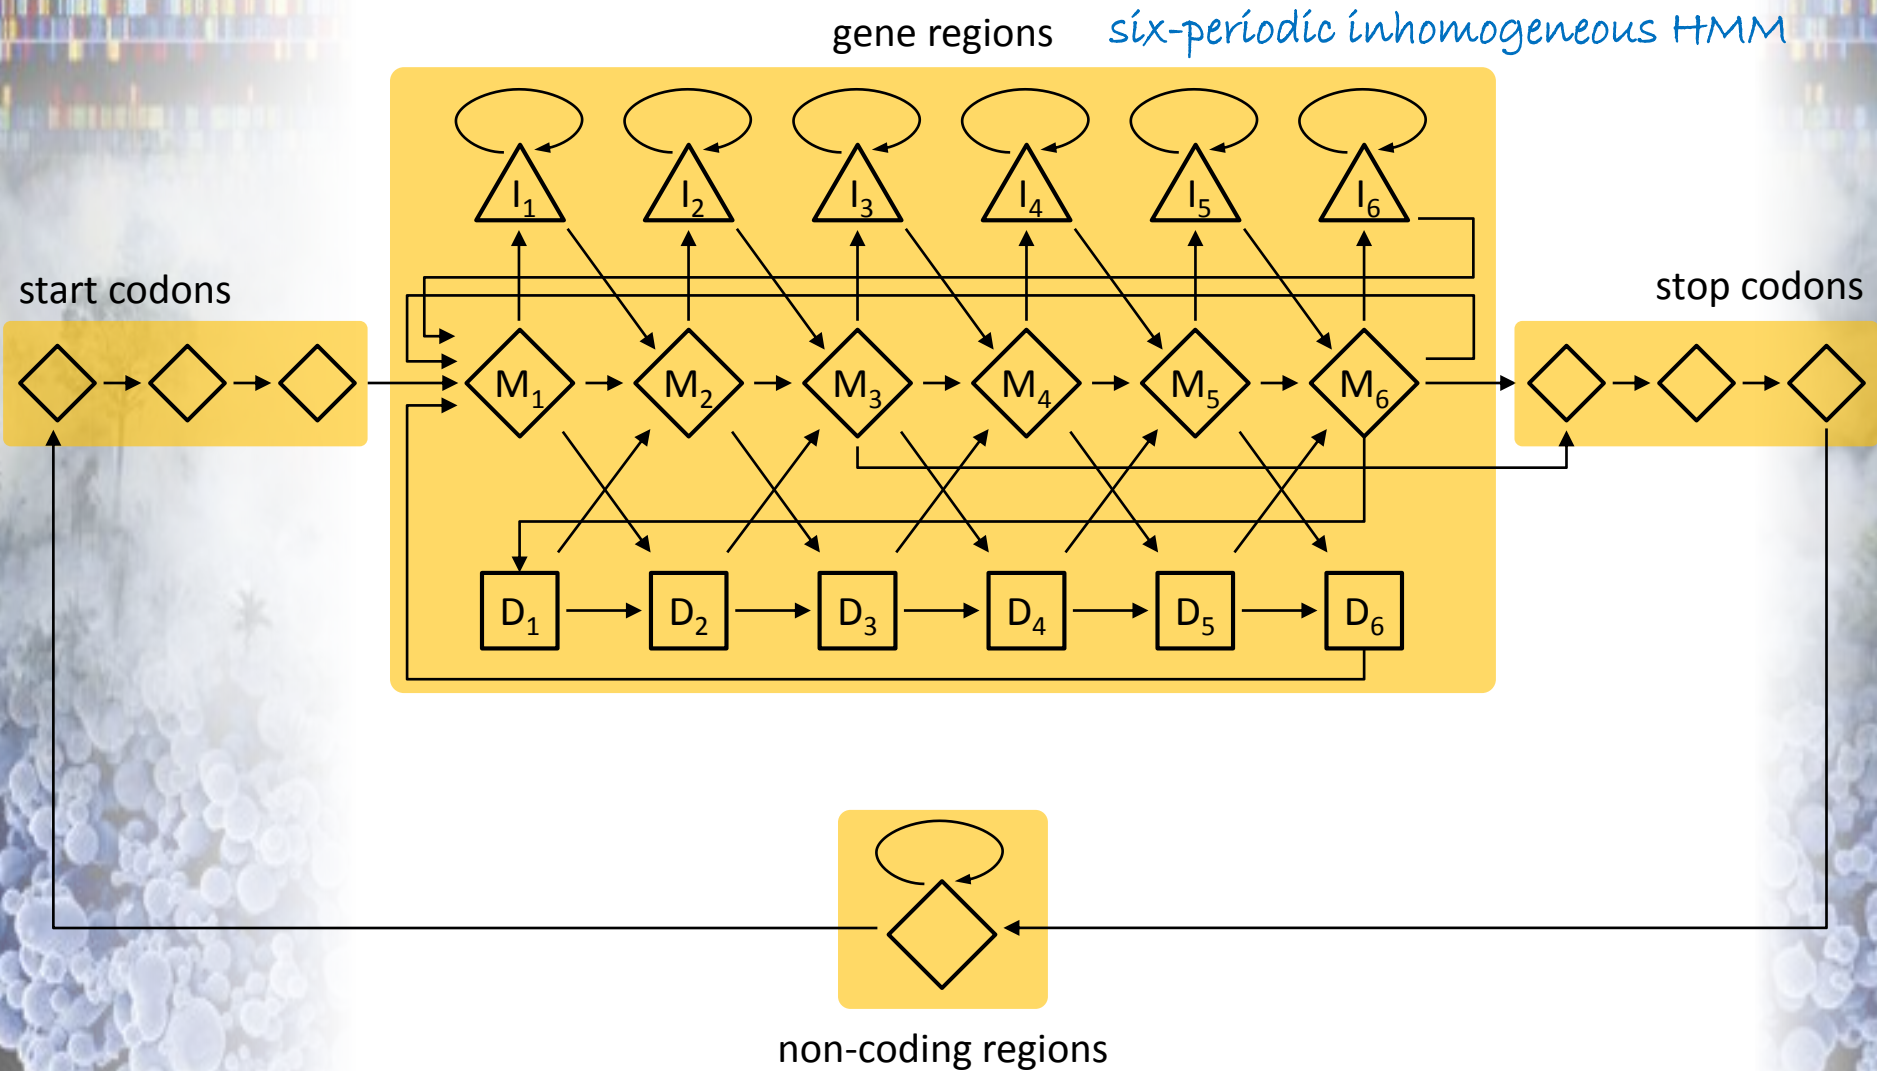 gene regions six-periodic inhomogeneous HMM
I1 I2 I3 I4 I5 I6
start codons
stop codons
M1 M2 M3 M4 M5 M6
D1 D2 D3 D4 D5 D6
non-coding regions